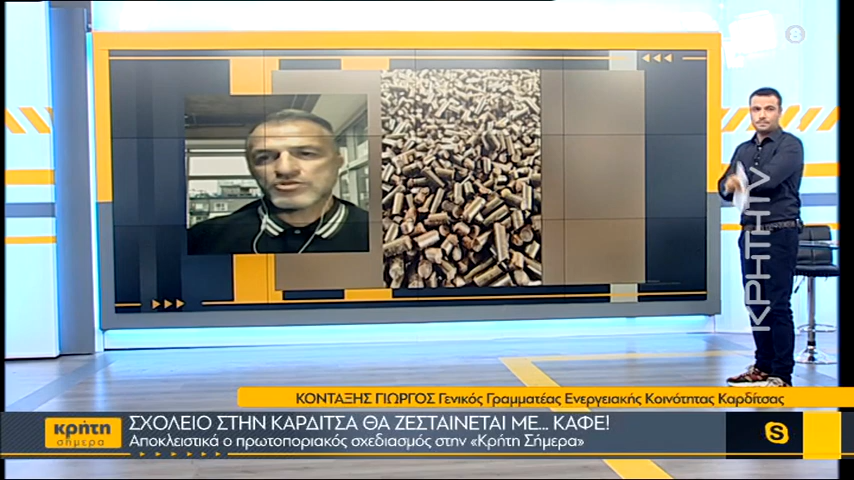 ΚΡΗΤΗ TV
ΚΟΝΤΑΞΗΣ ΓΙΩΡΓΟΣ Γενικός Γραμματέας Ενεργειακής Κοινότητας Καρδίτσας
κρήτη
σήμερα
ΣΧΟΛΕΙΟ ΣΤΗΝ ΚΑΡΔΙΤΣΑ ΘΑ ΖΕΣΤΑΙΝΕΤΑΙ ΜΕ... ΚΑΦΕ!
Αποκλειστικά ο πρωτοποριακός σχεδιασμός στην «Κρήτη Σήμερα»